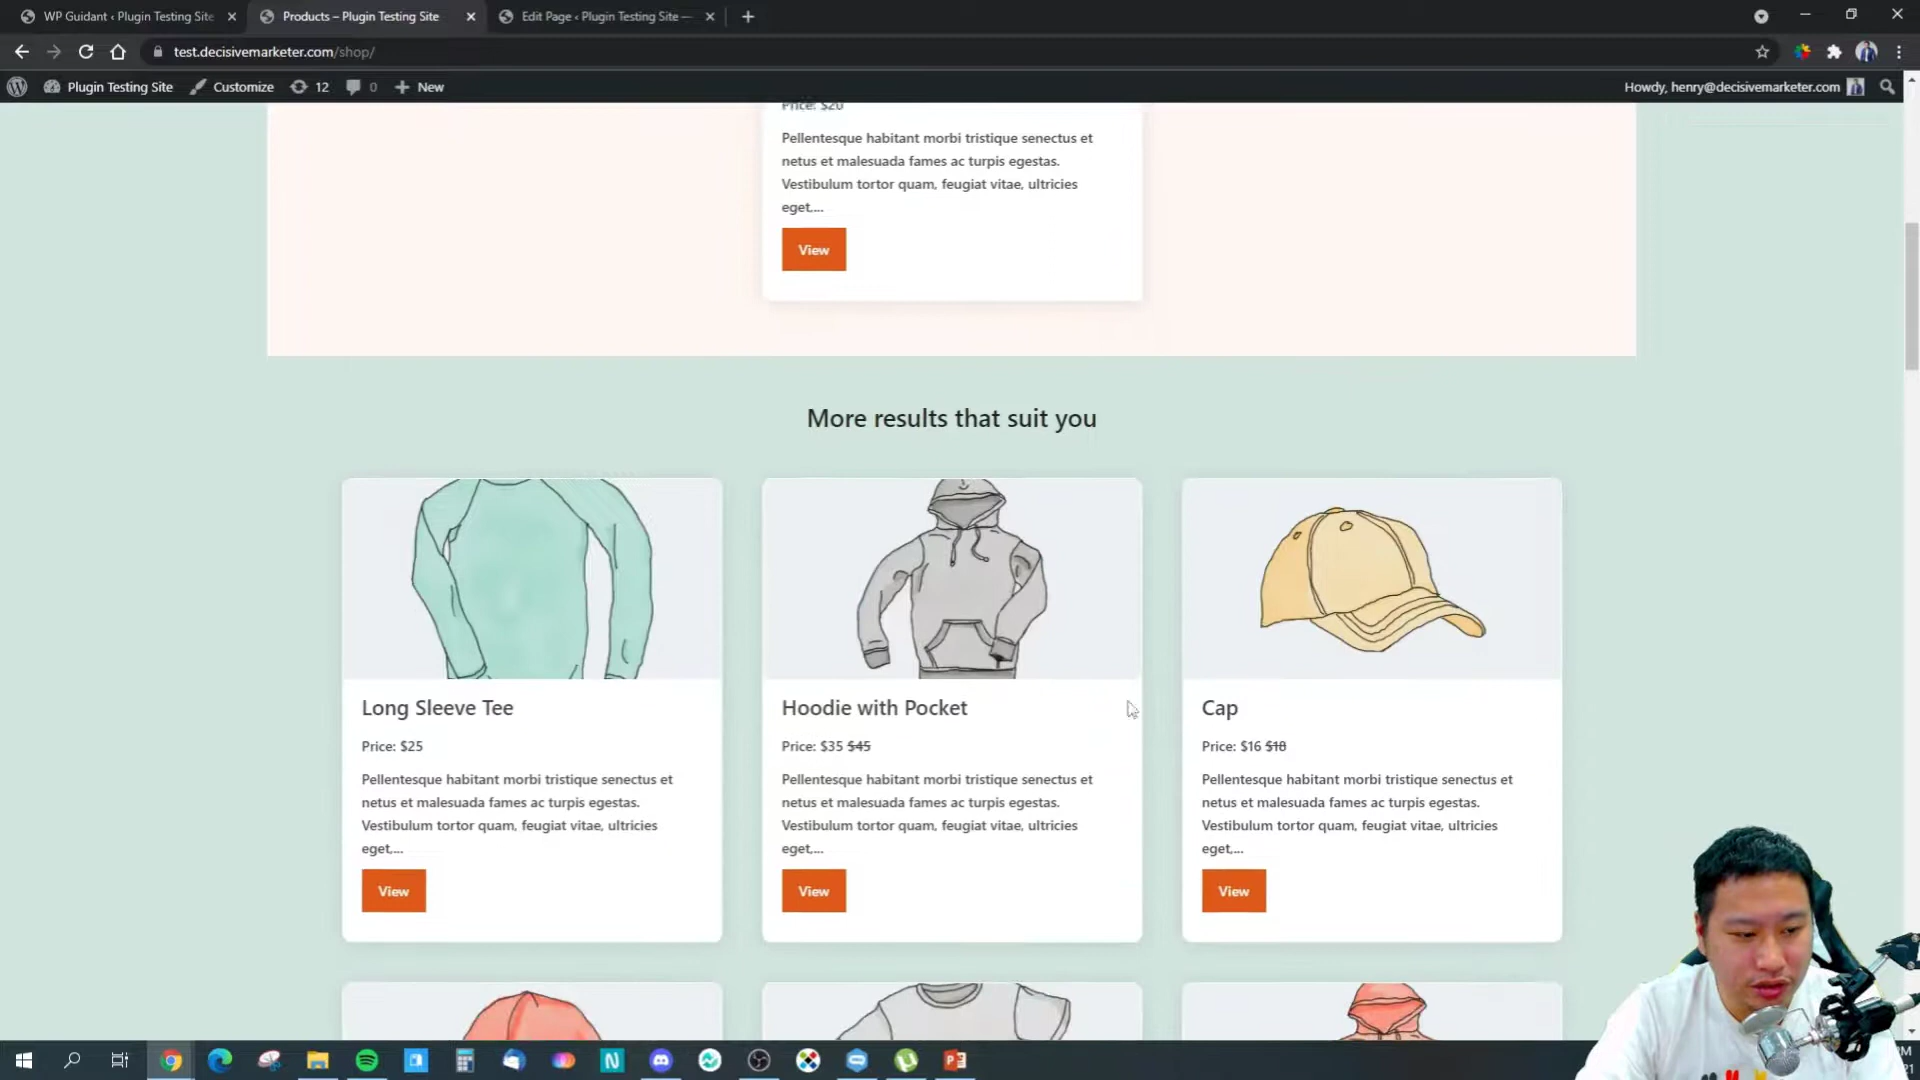 WP Guidant ‹ Plugin Testing Site
Products – Plugin Testing Site
Edit Page ‹ Plugin Testing Site —
test.decisivemarketer.com/shop/
Plugin Testing Site
Customize
12
0
New
Howdy, henry@decisivemarketer.com
Price: $20
Pellentesque habitant morbi tristique senectus et
netus et malesuada fames ac turpis egestas.
Vestibulum tortor quam, feugiat vitae, ultricies
eget,...
View
More results that suit you
Long Sleeve Tee
Price: $25
Pellentesque habitant morbi tristique senectus et
netus et malesuada fames ac turpis egestas.
Vestibulum tortor quam, feugiat vitae, ultricies
eget,...
View
Hoodie with Pocket
Price: $35 $45
Pellentesque habitant morbi tristique senectus et
netus et malesuada fames ac turpis egestas.
Vestibulum tortor quam, feugiat vitae, ultricies
eget,...
View
Cap
Price: $16 $18
Pellentesque habitant morbi tristique senectus et
netus et malesuada fames ac turpis egestas.
Vestibulum tortor quam, feugiat vitae, ultricies
eget,...
View